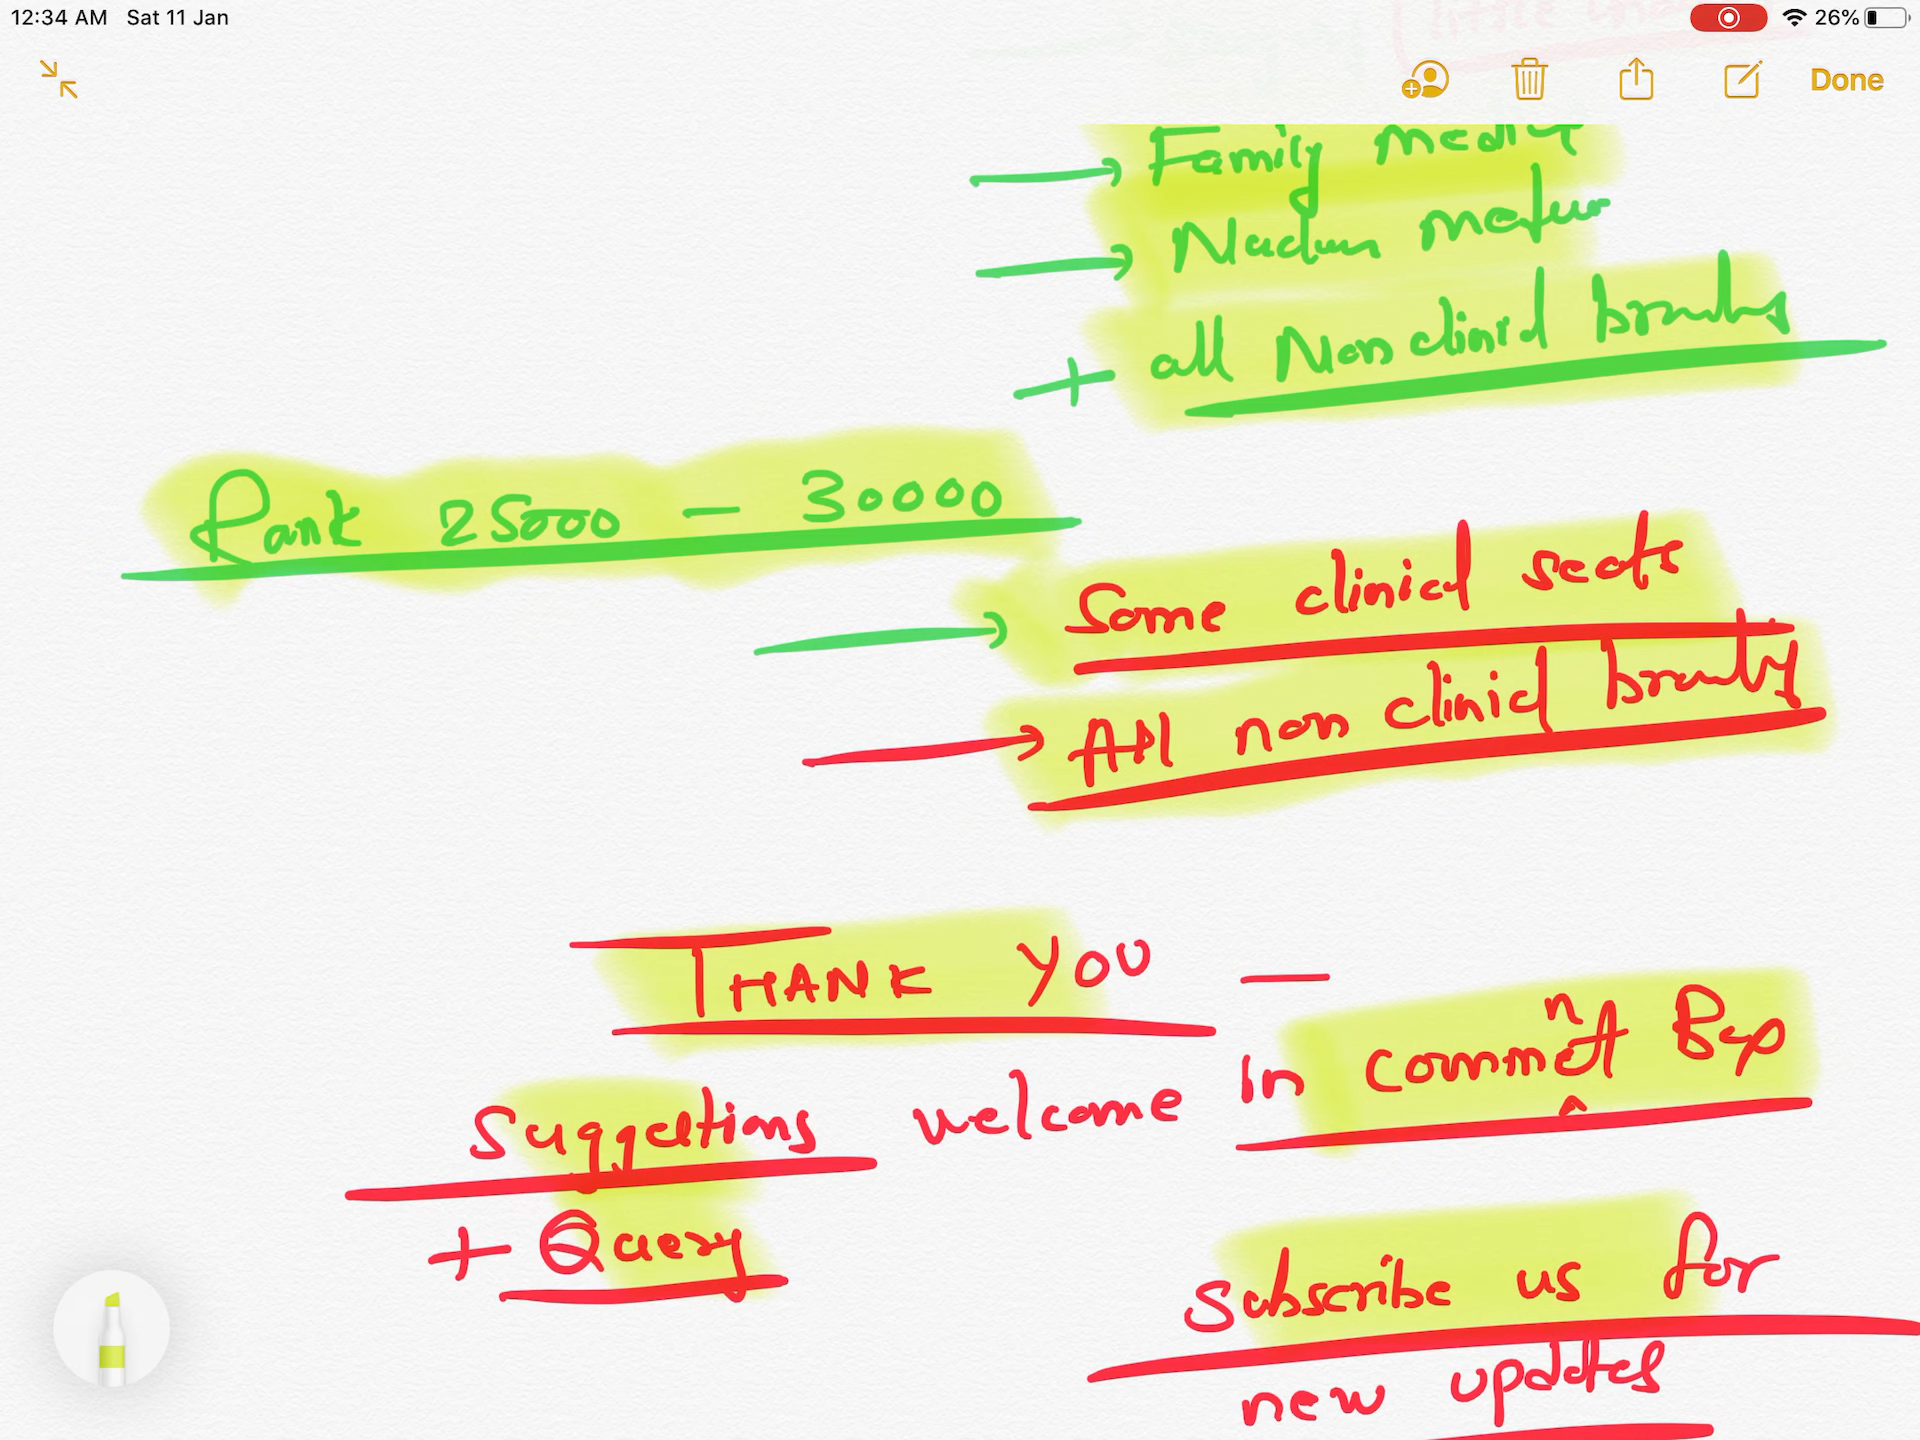 12:34 AM Sat 11 Jan
26%
Done
→ Family
→
+ all Non clinical branches
Rank 25000 - 30000
→ Some clinical seats
→ All non clinical branches
THANK YOU —
Suggestions welcome in comment Box
+ Query
Subscribe us for
new updates